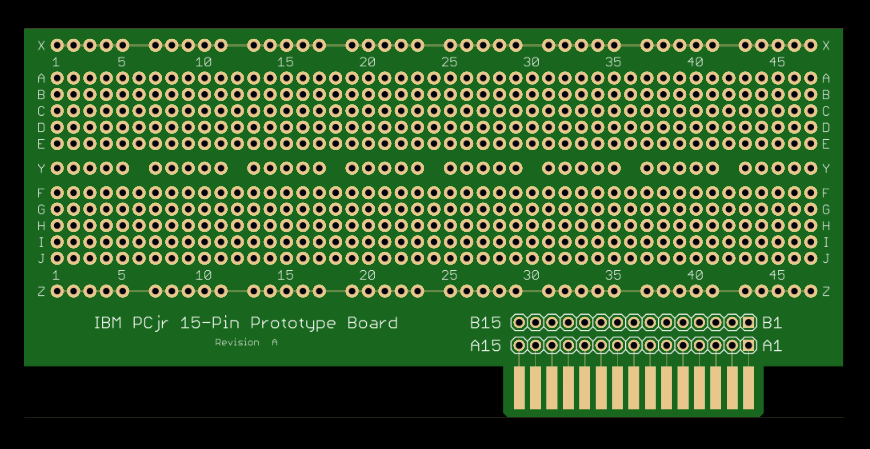 X X
1 5 10 15 20 25 30 35 40 45
A A
B B
C C
D D
E E
Y Y
F F
G G
H H
I I
J J
1 5 10 15 20 25 30 35 40 45
Z Z
IBM PCjr 15-Pin Prototype Board
Revision A
B15 B1
A15 A1